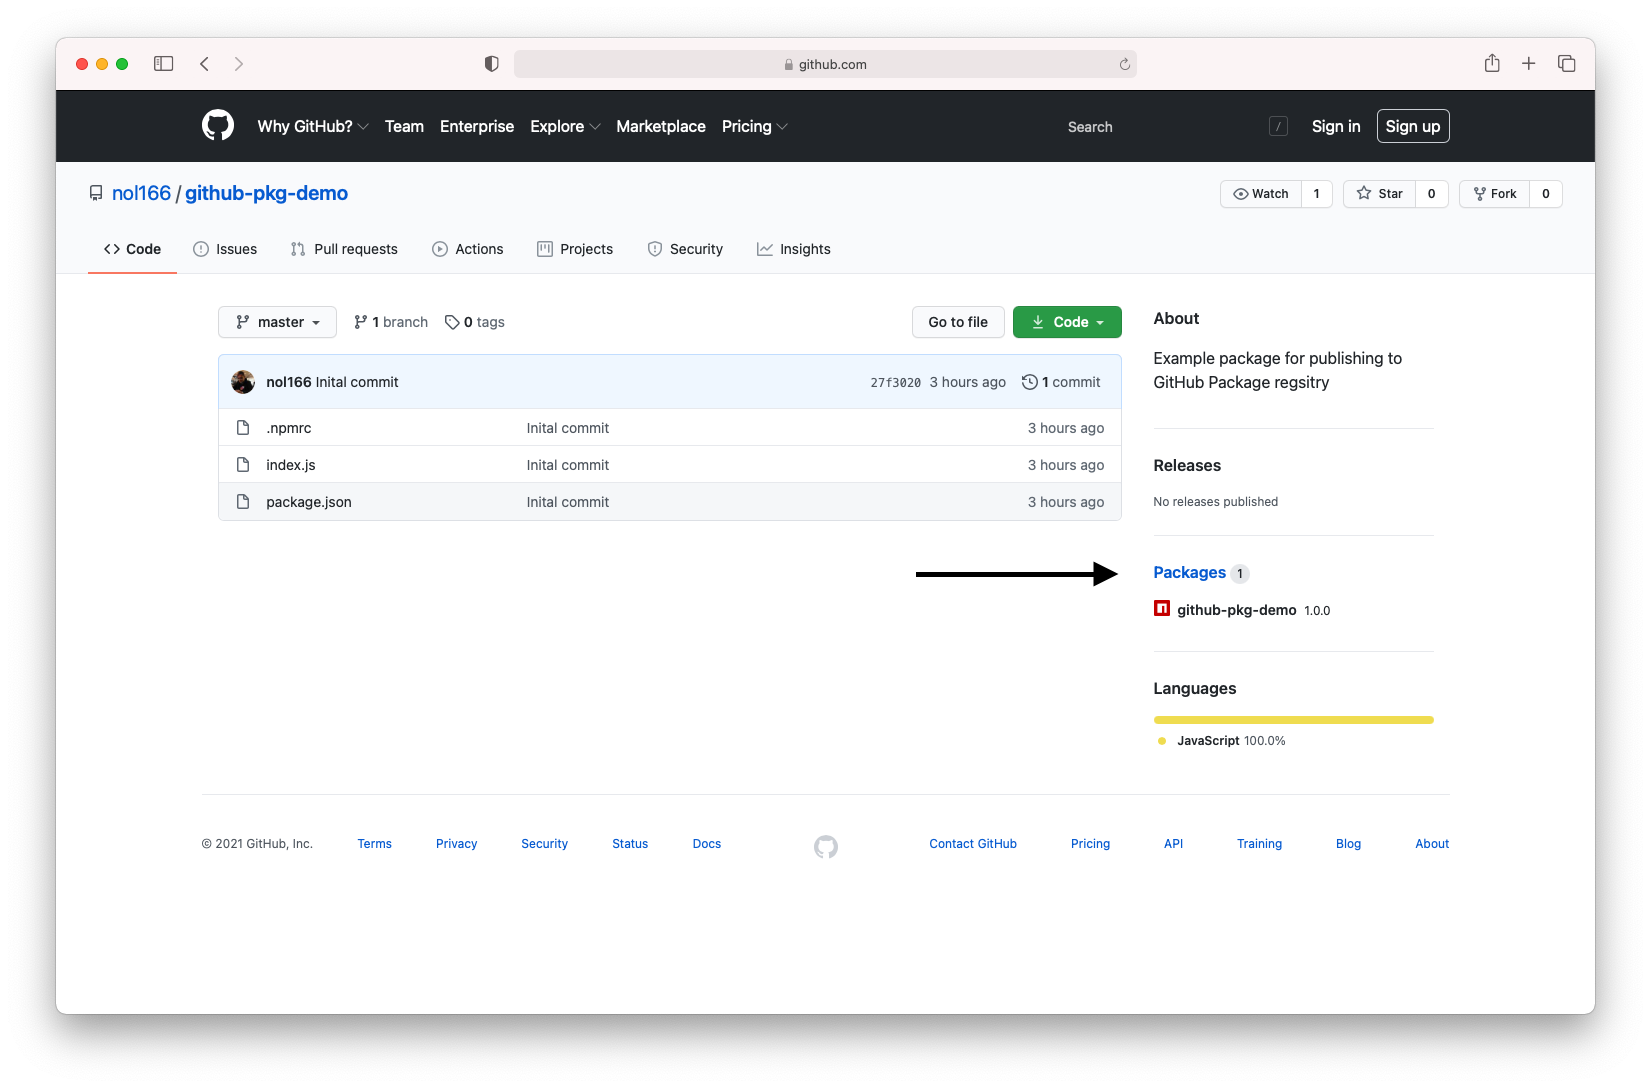 github.com
Why GitHub? Team Enterprise Explore Marketplace Pricing Search / Sign in Sign up
nol166 / github-pkg-demo Watch 1 Star 0 Fork 0
Code Issues Pull requests Actions Projects Security Insights
master 1 branch 0 tags Go to file Code
nol166 Inital commit 27f3020 3 hours ago 1 commit
.npmrc Inital commit 3 hours ago
index.js Inital commit 3 hours ago
package.json Inital commit 3 hours ago
About
Example package for publishing to
GitHub Package regsitry
Releases
No releases published
Packages 1
github-pkg-demo 1.0.0
Languages
JavaScript 100.0%
© 2021 GitHub, Inc. Terms Privacy Security Status Docs Contact GitHub Pricing API Training Blog About